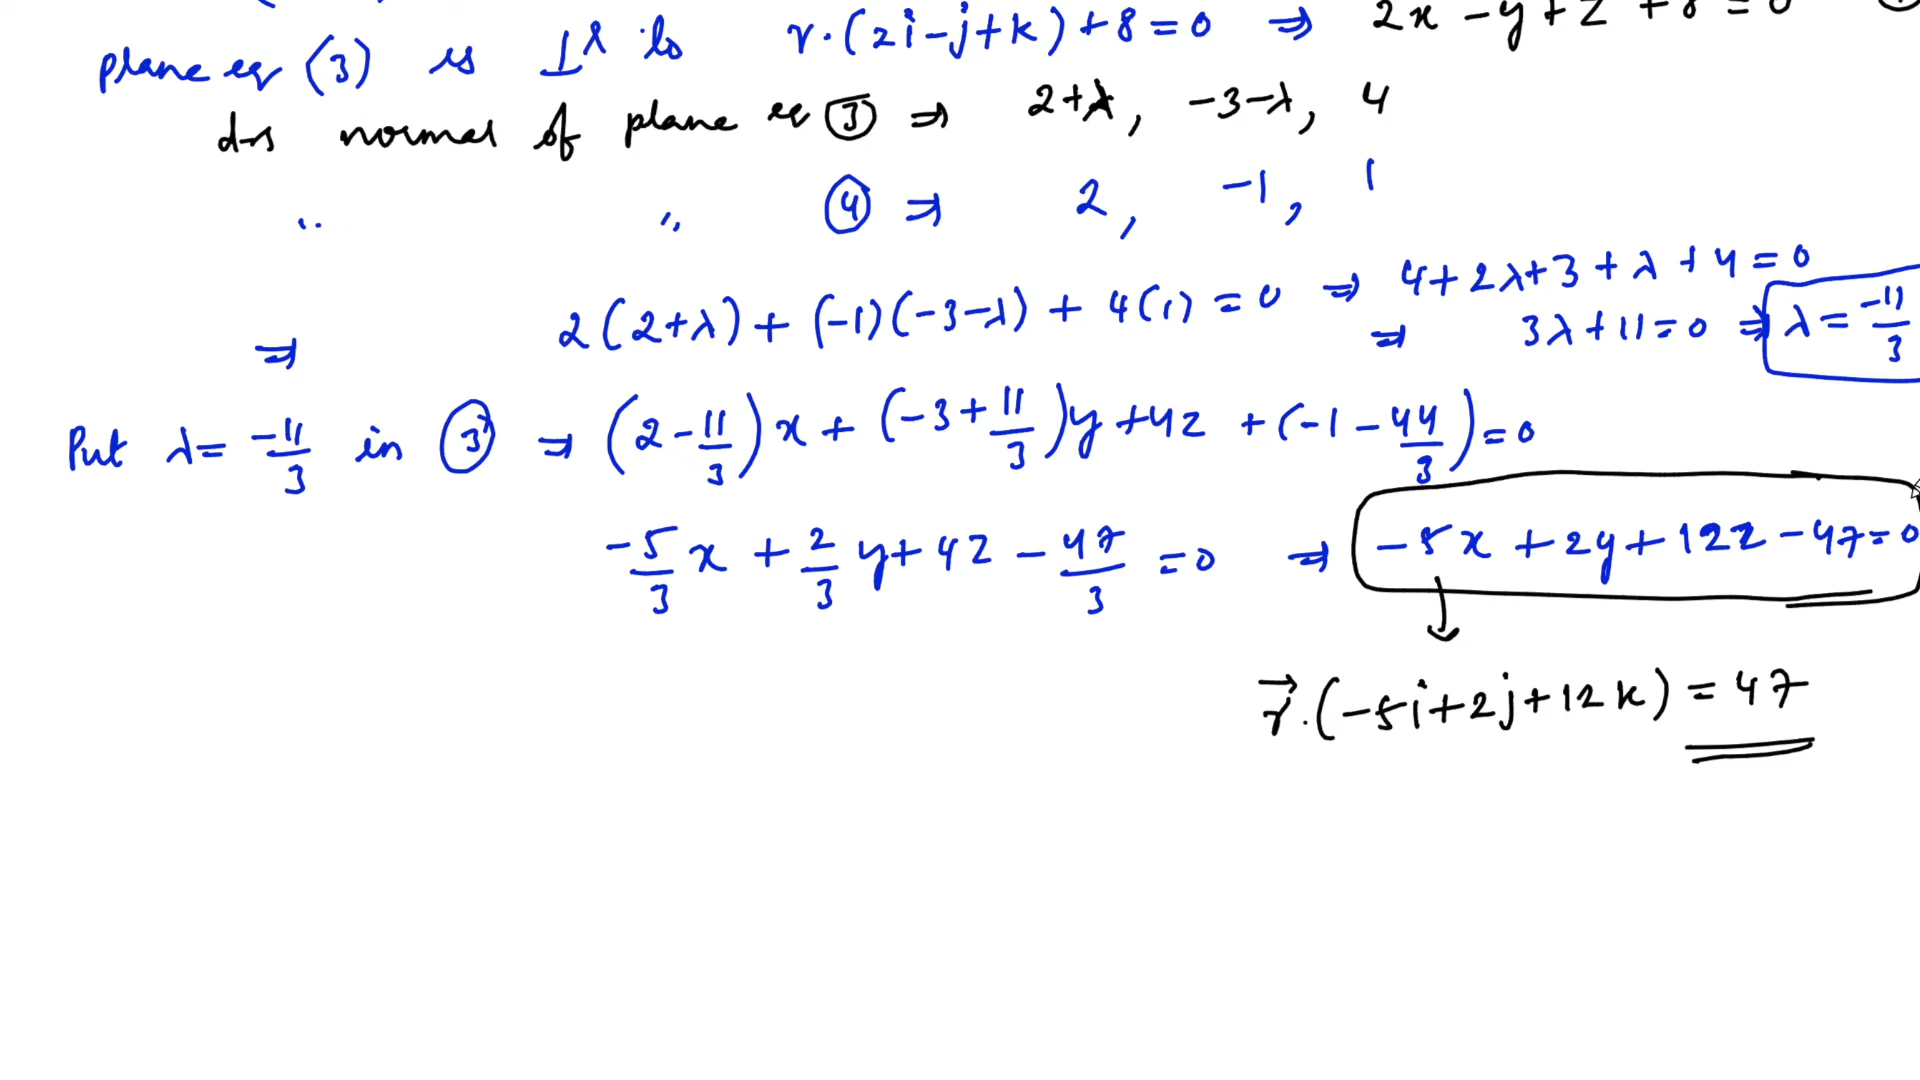 plane eq (3) is ⊥r to r.(2i-j+k)+8=0 ⇒ 2x-y+z+8=0
drs normal of plane eq ③ ⇒ 2+λ, -3-λ, 4
" " ④ ⇒ 2, -1, 1
⇒ 2(2+λ)+(-1)(-3-λ)+4(1)=0 ⇒ 4+2λ+3+λ+4=0
⇒ 3λ+11=0 ⇒ λ=-11/3
Put λ=-11/3 in ③ ⇒ (2-11/3)x+(-3+11/3)y+4z+(-1-44/3)=0
-5/3x+2/3y+4z-47/3=0 ⇒ -5x+2y+12z-47=0
r⃗.(-5i+2j+12k)=47